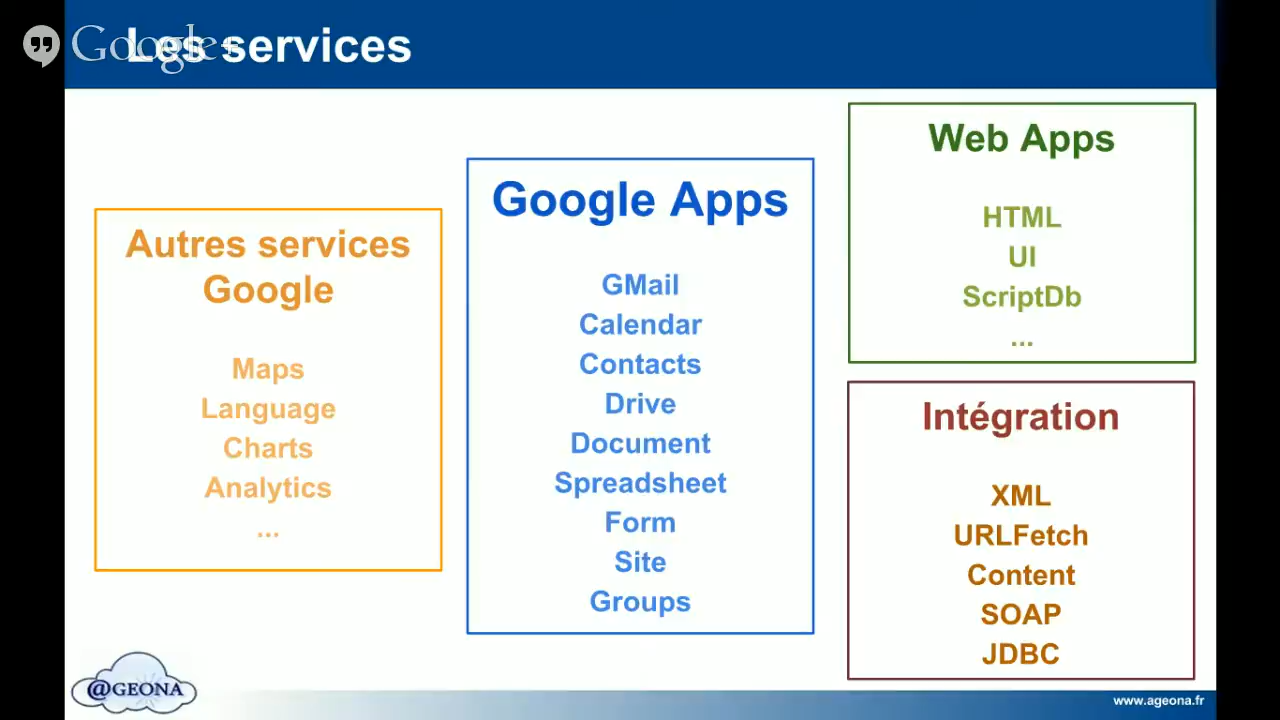 Google+
Les services
Autres services
Google
Maps
Language
Charts
Analytics
...
Google Apps
GMail
Calendar
Contacts
Drive
Document
Spreadsheet
Form
Site
Groups
Web Apps
HTML
UI
ScriptDb
...
Intégration
XML
URLFetch
Content
SOAP
JDBC
@GEONA
www.ageona.fr